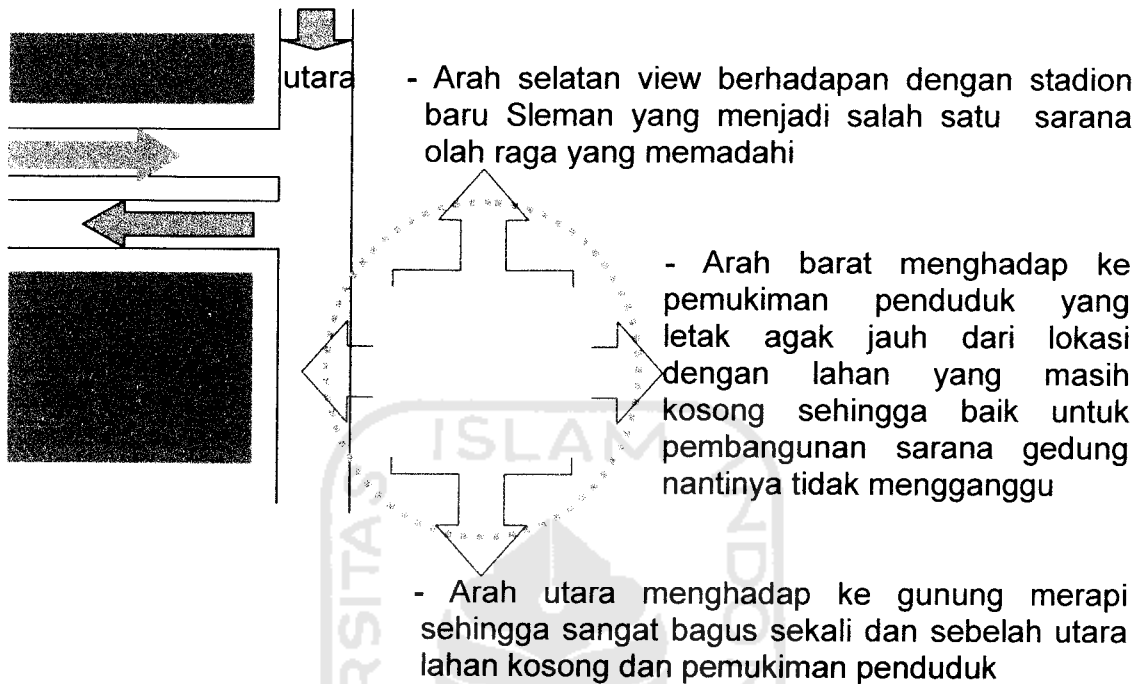 utara
- Arah selatan view berhadapan dengan stadion
baru Sleman yang menjadi salah satu sarana
olah raga yang memadahi
- Arah barat menghadap ke
pemukiman penduduk yang
letak agak jauh dari lokasi
dengan lahan yang masih
kosong sehingga baik untuk
pembangunan sarana gedung
nantinya tidak mengganggu
ISLAM
- Arah utara menghadap ke gunung merapi
sehingga sangat bagus sekali dan sebelah utara
lahan kosong dan pemukiman penduduk